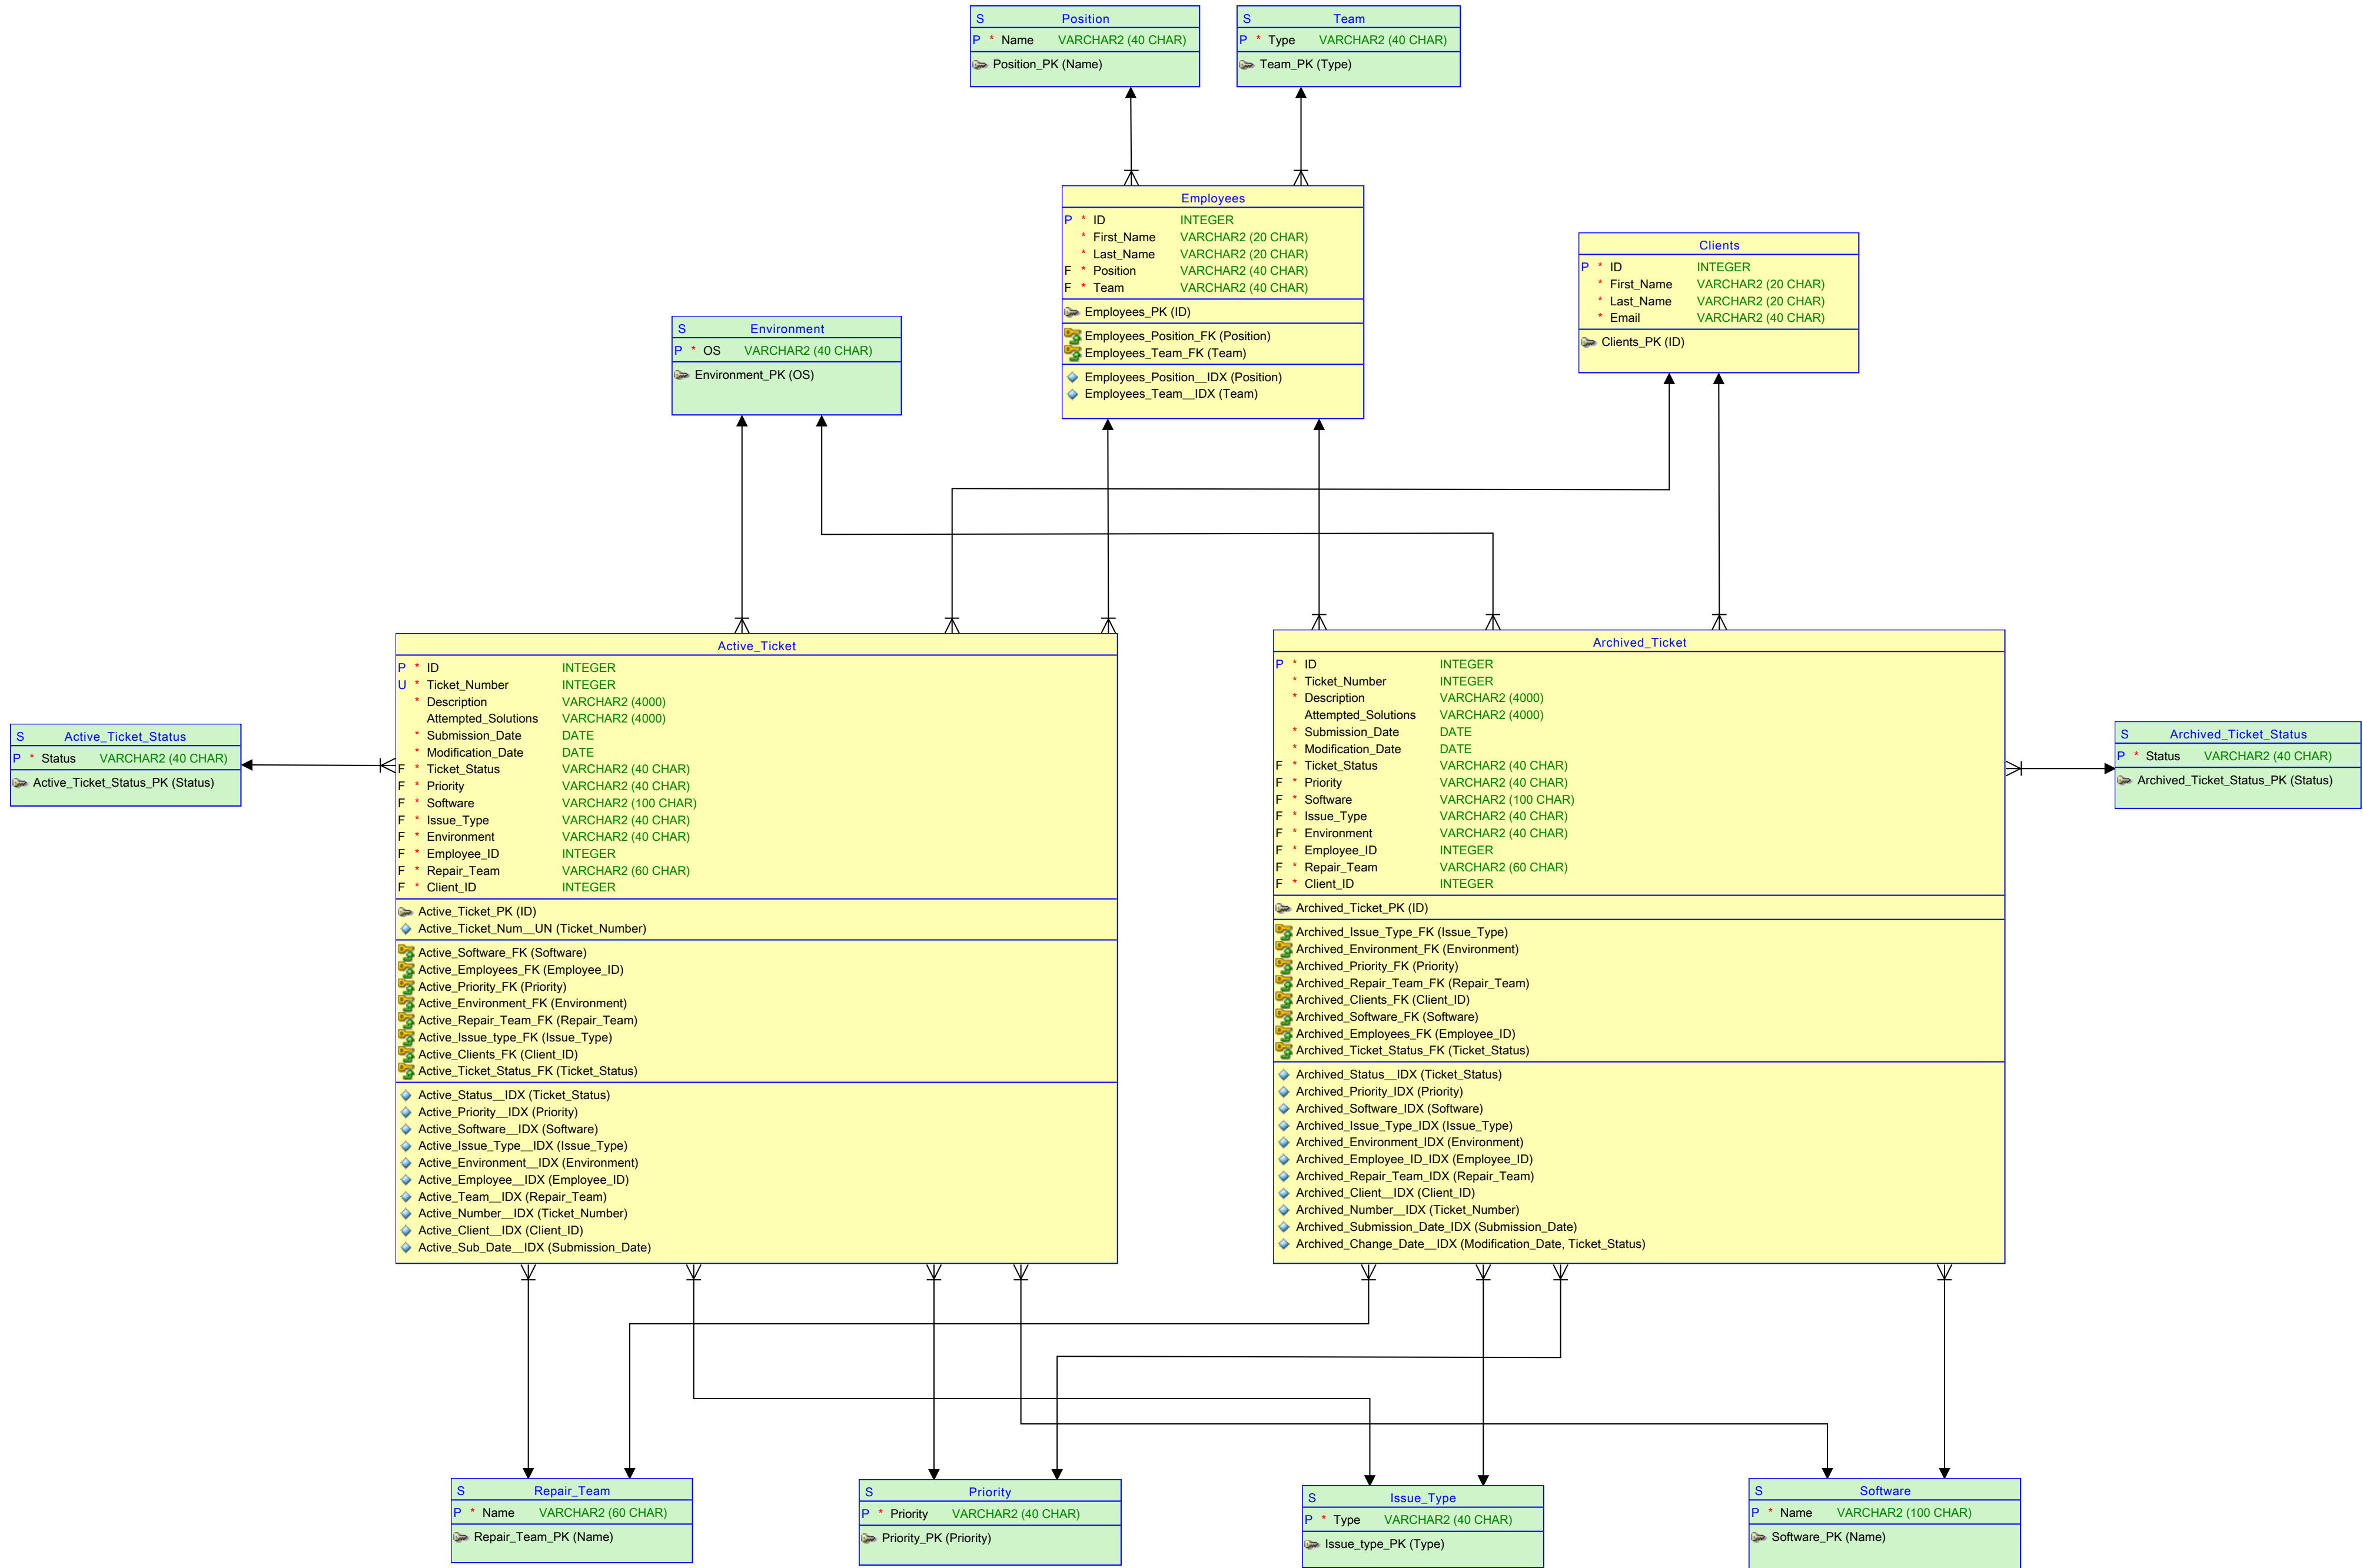 S Position
P * Name VARCHAR2 (40 CHAR)
Position_PK (Name)
S Team
P * Type VARCHAR2 (40 CHAR)
Team_PK (Type)
Employees
P * ID INTEGER
* First_Name VARCHAR2 (20 CHAR)
* Last_Name VARCHAR2 (20 CHAR)
F * Position VARCHAR2 (40 CHAR)
F * Team VARCHAR2 (40 CHAR)
Employees_PK (ID)
Employees_Position_FK (Position)
Employees_Team_FK (Team)
Employees_Position__IDX (Position)
Employees_Team__IDX (Team)
Clients
P * ID INTEGER
* First_Name VARCHAR2 (20 CHAR)
* Last_Name VARCHAR2 (20 CHAR)
* Email VARCHAR2 (40 CHAR)
Clients_PK (ID)
S Environment
P * OS VARCHAR2 (40 CHAR)
Environment_PK (OS)
Active_Ticket
P * ID INTEGER
U * Ticket_Number INTEGER
* Description VARCHAR2 (4000)
Attempted_Solutions VARCHAR2 (4000)
* Submission_Date DATE
* Modification_Date DATE
F * Ticket_Status VARCHAR2 (40 CHAR)
F * Priority VARCHAR2 (40 CHAR)
F * Software VARCHAR2 (100 CHAR)
F * Issue_Type VARCHAR2 (40 CHAR)
F * Environment VARCHAR2 (40 CHAR)
F * Employee_ID INTEGER
F * Repair_Team VARCHAR2 (60 CHAR)
F * Client_ID INTEGER
Active_Ticket_PK (ID)
Active_Ticket_Num__UN (Ticket_Number)
Active_Software_FK (Software)
Active_Employees_FK (Employee_ID)
Active_Priority_FK (Priority)
Active_Environment_FK (Environment)
Active_Repair_Team_FK (Repair_Team)
Active_Issue_type_FK (Issue_Type)
Active_Clients_FK (Client_ID)
Active_Ticket_Status_FK (Ticket_Status)
Active_Status__IDX (Ticket_Status)
Active_Priority__IDX (Priority)
Active_Software__IDX (Software)
Active_Issue_Type__IDX (Issue_Type)
Active_Environment__IDX (Environment)
Active_Employee__IDX (Employee_ID)
Active_Team__IDX (Repair_Team)
Active_Number__IDX (Ticket_Number)
Active_Client__IDX (Client_ID)
Active_Sub_Date__IDX (Submission_Date)
Archived_Ticket
P * ID INTEGER
* Ticket_Number INTEGER
* Description VARCHAR2 (4000)
Attempted_Solutions VARCHAR2 (4000)
* Submission_Date DATE
* Modification_Date DATE
F * Ticket_Status VARCHAR2 (40 CHAR)
F * Priority VARCHAR2 (40 CHAR)
F * Software VARCHAR2 (100 CHAR)
F * Issue_Type VARCHAR2 (40 CHAR)
F * Environment VARCHAR2 (40 CHAR)
F * Employee_ID INTEGER
F * Repair_Team VARCHAR2 (60 CHAR)
F * Client_ID INTEGER
Archived_Ticket_PK (ID)
Archived_Issue_Type_FK (Issue_Type)
Archived_Environment_FK (Environment)
Archived_Priority_FK (Priority)
Archived_Repair_Team_FK (Repair_Team)
Archived_Clients_FK (Client_ID)
Archived_Software_FK (Software)
Archived_Employees_FK (Employee_ID)
Archived_Ticket_Status_FK (Ticket_Status)
Archived_Status__IDX (Ticket_Status)
Archived_Priority_IDX (Priority)
Archived_Software_IDX (Software)
Archived_Issue_Type_IDX (Issue_Type)
Archived_Environment_IDX (Environment)
Archived_Employee_ID_IDX (Employee_ID)
Archived_Repair_Team_IDX (Repair_Team)
Archived_Client__IDX (Client_ID)
Archived_Number__IDX (Ticket_Number)
Archived_Submission_Date_IDX (Submission_Date)
Archived_Change_Date__IDX (Modification_Date, Ticket_Status)
S Active_Ticket_Status
P * Status VARCHAR2 (40 CHAR)
Active_Ticket_Status_PK (Status)
S Archived_Ticket_Status
P * Status VARCHAR2 (40 CHAR)
Archived_Ticket_Status_PK (Status)
S Repair_Team
P * Name VARCHAR2 (60 CHAR)
Repair_Team_PK (Name)
S Priority
P * Priority VARCHAR2 (40 CHAR)
Priority_PK (Priority)
S Issue_Type
P * Type VARCHAR2 (40 CHAR)
Issue_type_PK (Type)
S Software
P * Name VARCHAR2 (100 CHAR)
Software_PK (Name)